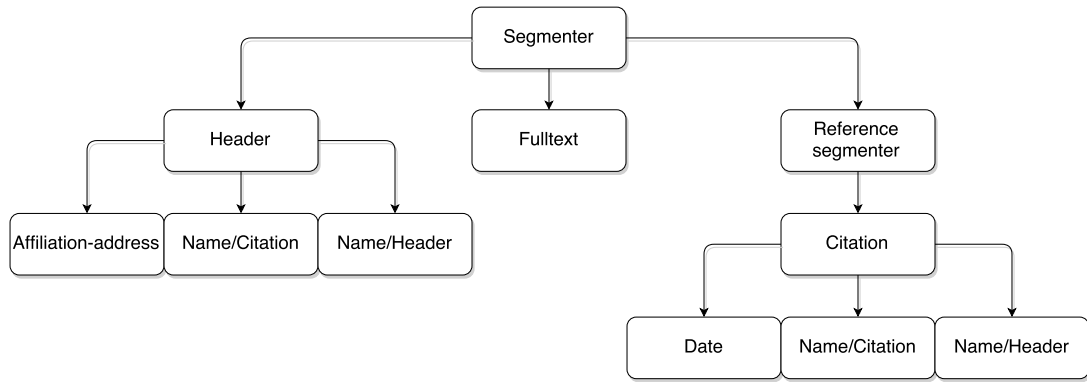 Segmenter
Header
Fulltext
Reference
segmenter
Affiliation-address
Name/Citation
Name/Header
Citation
Date
Name/Citation
Name/Header